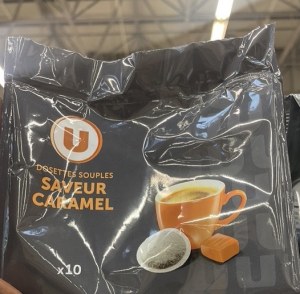 U
DOSETTES SOUPLES
SAVEUR
CARAMEL
x10